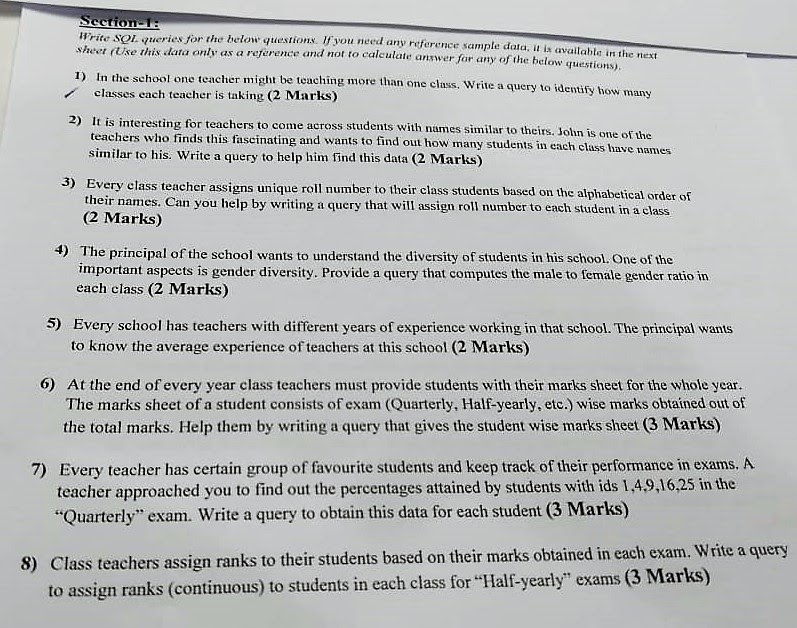 Section-1:
Write SQL queries for the below questions. If you need any reference sample data, it is available in the next
sheet (Use this data only as a reference and not to calculate answer for any of the below questions).
1) In the school one teacher might be teaching more than one class. Write a query to identify how many
classes each teacher is taking (2 Marks)
2) It is interesting for teachers to come across students with names similar to theirs. John is one of the
teachers who finds this fascinating and wants to find out how many students in each class have names
similar to his. Write a query to help him find this data (2 Marks)
3) Every class teacher assigns unique roll number to their class students based on the alphabetical order of
their names. Can you help by writing a query that will assign roll number to each student in a class
(2 Marks)
4) The principal of the school wants to understand the diversity of students in his school. One of the
important aspects is gender diversity. Provide a query that computes the male to female gender ratio in
each class (2 Marks)
5) Every school has teachers with different years of experience working in that school. The principal wants
to know the average experience of teachers at this school (2 Marks)
6) At the end of every year class teachers must provide students with their marks sheet for the whole year.
The marks sheet of a student consists of exam (Quarterly, Half-yearly, etc.) wise marks obtained out of
the total marks. Help them by writing a query that gives the student wise marks sheet (3 Marks)
7) Every teacher has certain group of favourite students and keep track of their performance in exams. A
teacher approached you to find out the percentages attained by students with ids 1,4,9,16,25 in the
“Quarterly” exam. Write a query to obtain this data for each student (3 Marks)
8) Class teachers assign ranks to their students based on their marks obtained in each exam. Write a query
to assign ranks (continuous) to students in each class for “Half-yearly” exams (3 Marks)